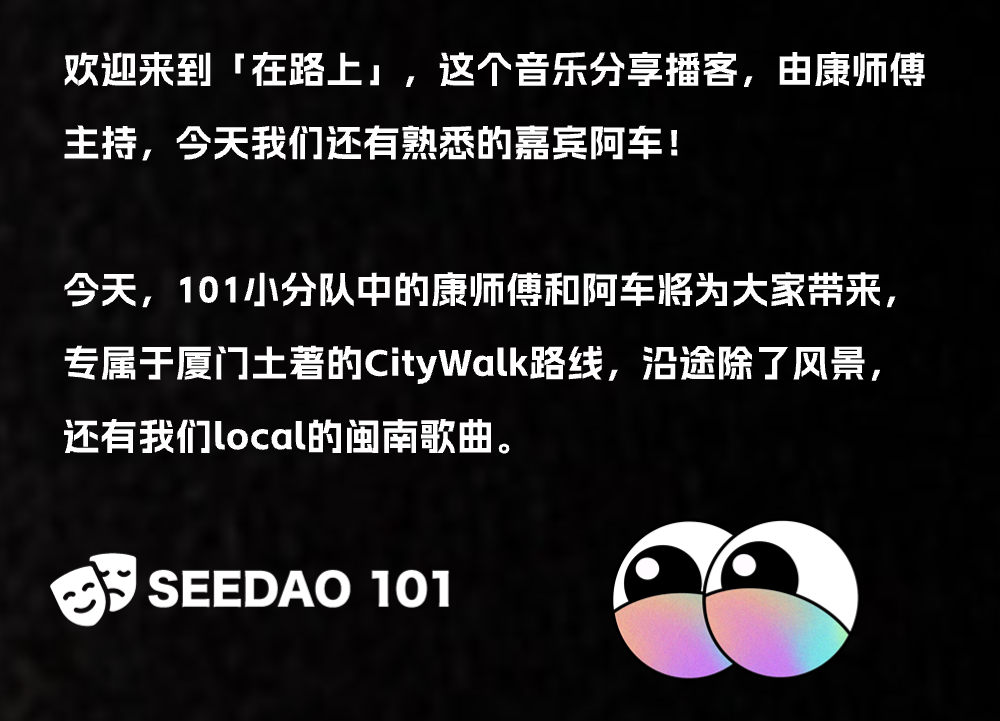 欢迎来到「在路上」，这个音乐分享播客，由康师傅
主持，今天我们还有熟悉的嘉宾阿车！
今天，101小分队中的康师傅和阿车将为大家带来，
专属于厦门土著的CityWalk路线，沿途除了风景，
还有我们local的闽南歌曲。
SEEDAO 101